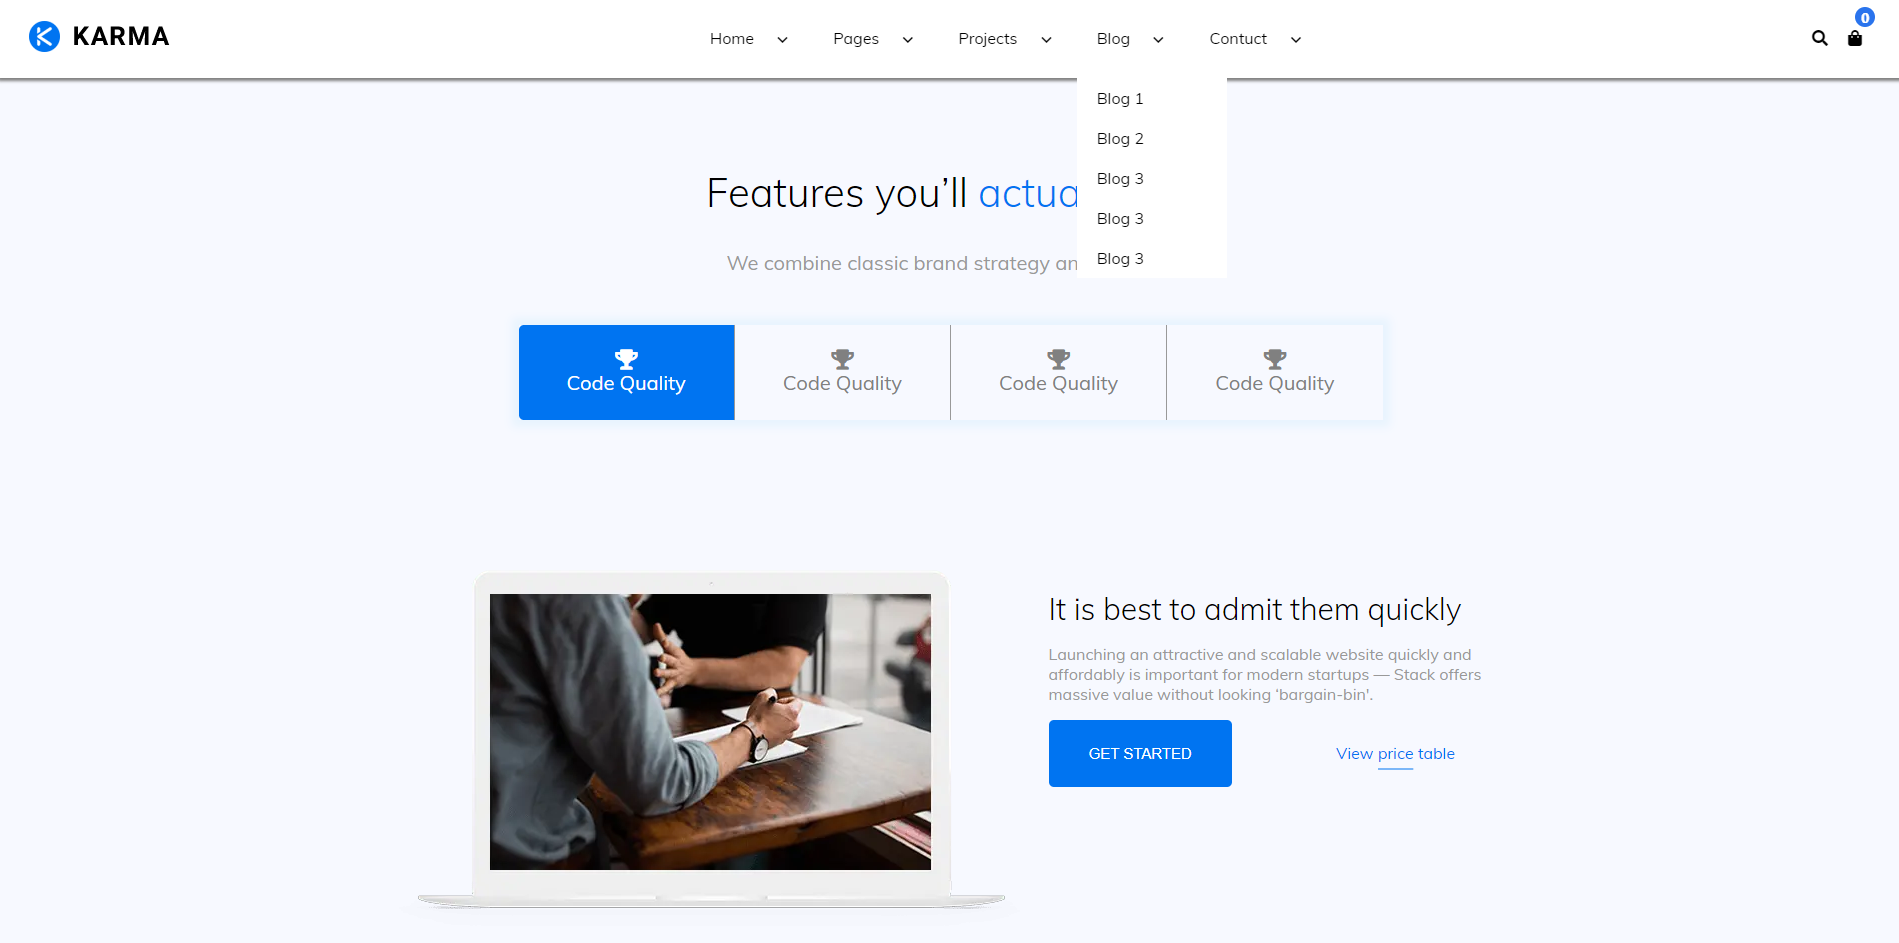 KARMA
Home
Pages
Projects
Blog
Contuct
0
Blog 1
Blog 2
Blog 3
Blog 3
Blog 3
Features you’ll
We combine classic brand strategy
Code Quality
Code Quality
Code Quality
Code Quality
It is best to admit them quickly
Launching an attractive and scalable website quickly and
affordably is important for modern startups — Stack offers
massive value without looking ‘bargain-bin'.
GET STARTED
View price table